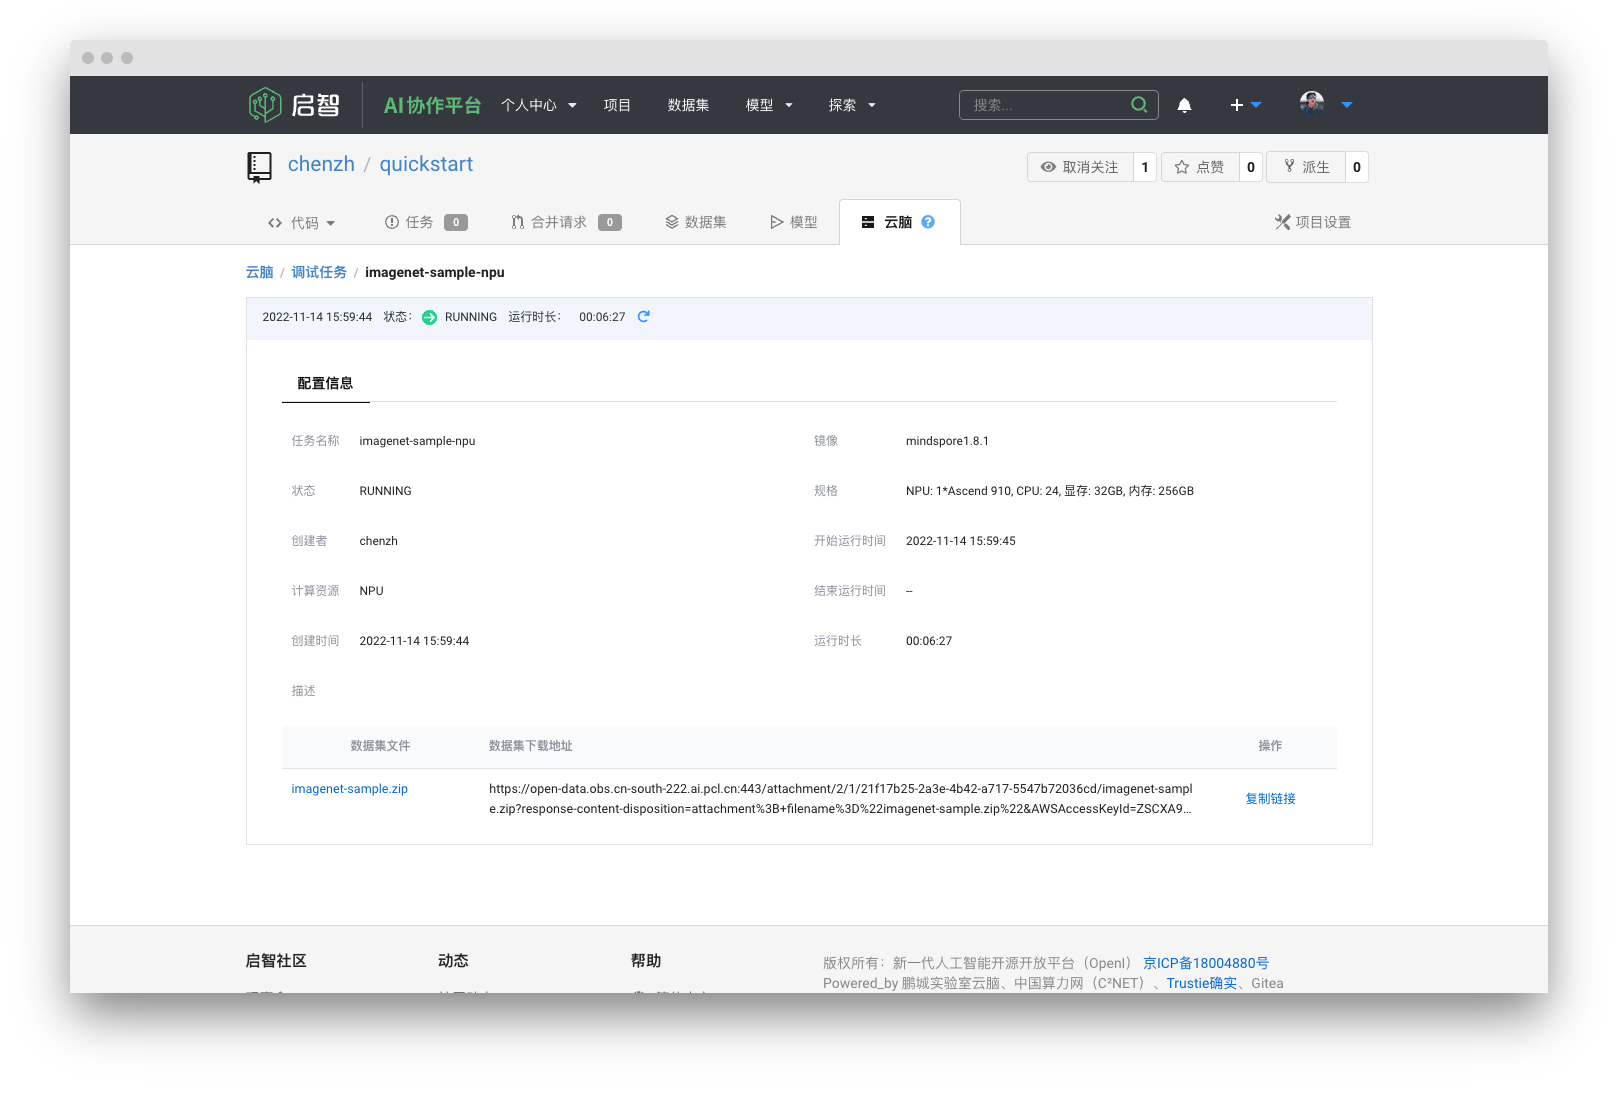 启智 AI协作平台 个人中心 项目 数据集 模型 探索 搜索...
chenzh / quickstart 取消关注 1 点赞 0 派生 0
代码 任务 0 合并请求 0 数据集 模型 云脑 ? 项目设置
云脑 / 调试任务 / imagenet-sample-npu
2022-11-14 15:59:44 状态: RUNNING 运行时长: 00:06:27
配置信息
任务名称 imagenet-sample-npu 镜像 mindspore1.8.1
状态 RUNNING 规格 NPU: 1*Ascend 910, CPU: 24, 显存: 32GB, 内存: 256GB
创建者 chenzh 开始运行时间 2022-11-14 15:59:45
计算资源 NPU 结束运行时间 --
创建时间 2022-11-14 15:59:44 运行时长 00:06:27
描述
数据集文件 数据集下载地址 操作
imagenet-sample.zip https://open-data.obs.cn-south-222.ai.pcl.cn:443/attachment/2/1/21f17b25-2a3e-4b42-a717-5547b72036cd/imagenet-sampl
e.zip?response-content-disposition=attachment%3B+filename%3D%22imagenet-sample.zip%22&AWSAccessKeyId=ZSCXA9... 复制链接
启智社区 动态 帮助 版权所有：新一代人工智能开源开放平台（OpenI） 京ICP备18004880号
Powered_by 鹏城实验室云脑、中国算力网（C²NET）、Trustie确实、Gitea